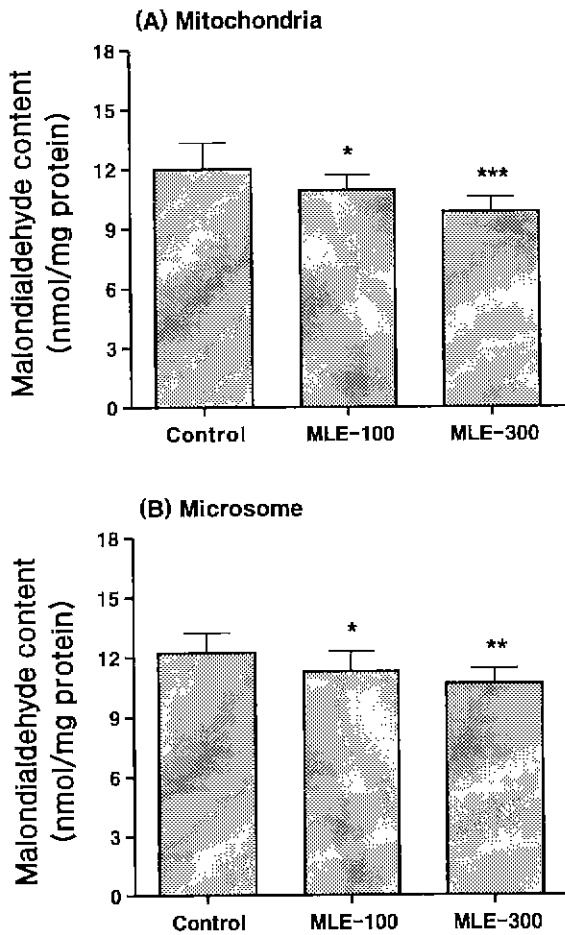 (A) Mitochondria
Malondialdehyde content
(nmol/mg protein)
18
15
12
9
6
3
0
*
***
Control MLE-100 MLE-300
(B) Microsome
Malondialdehyde content
(nmol/mg protein)
18
15
12
9
6
3
0
*
**
Control MLE-100 MLE-300